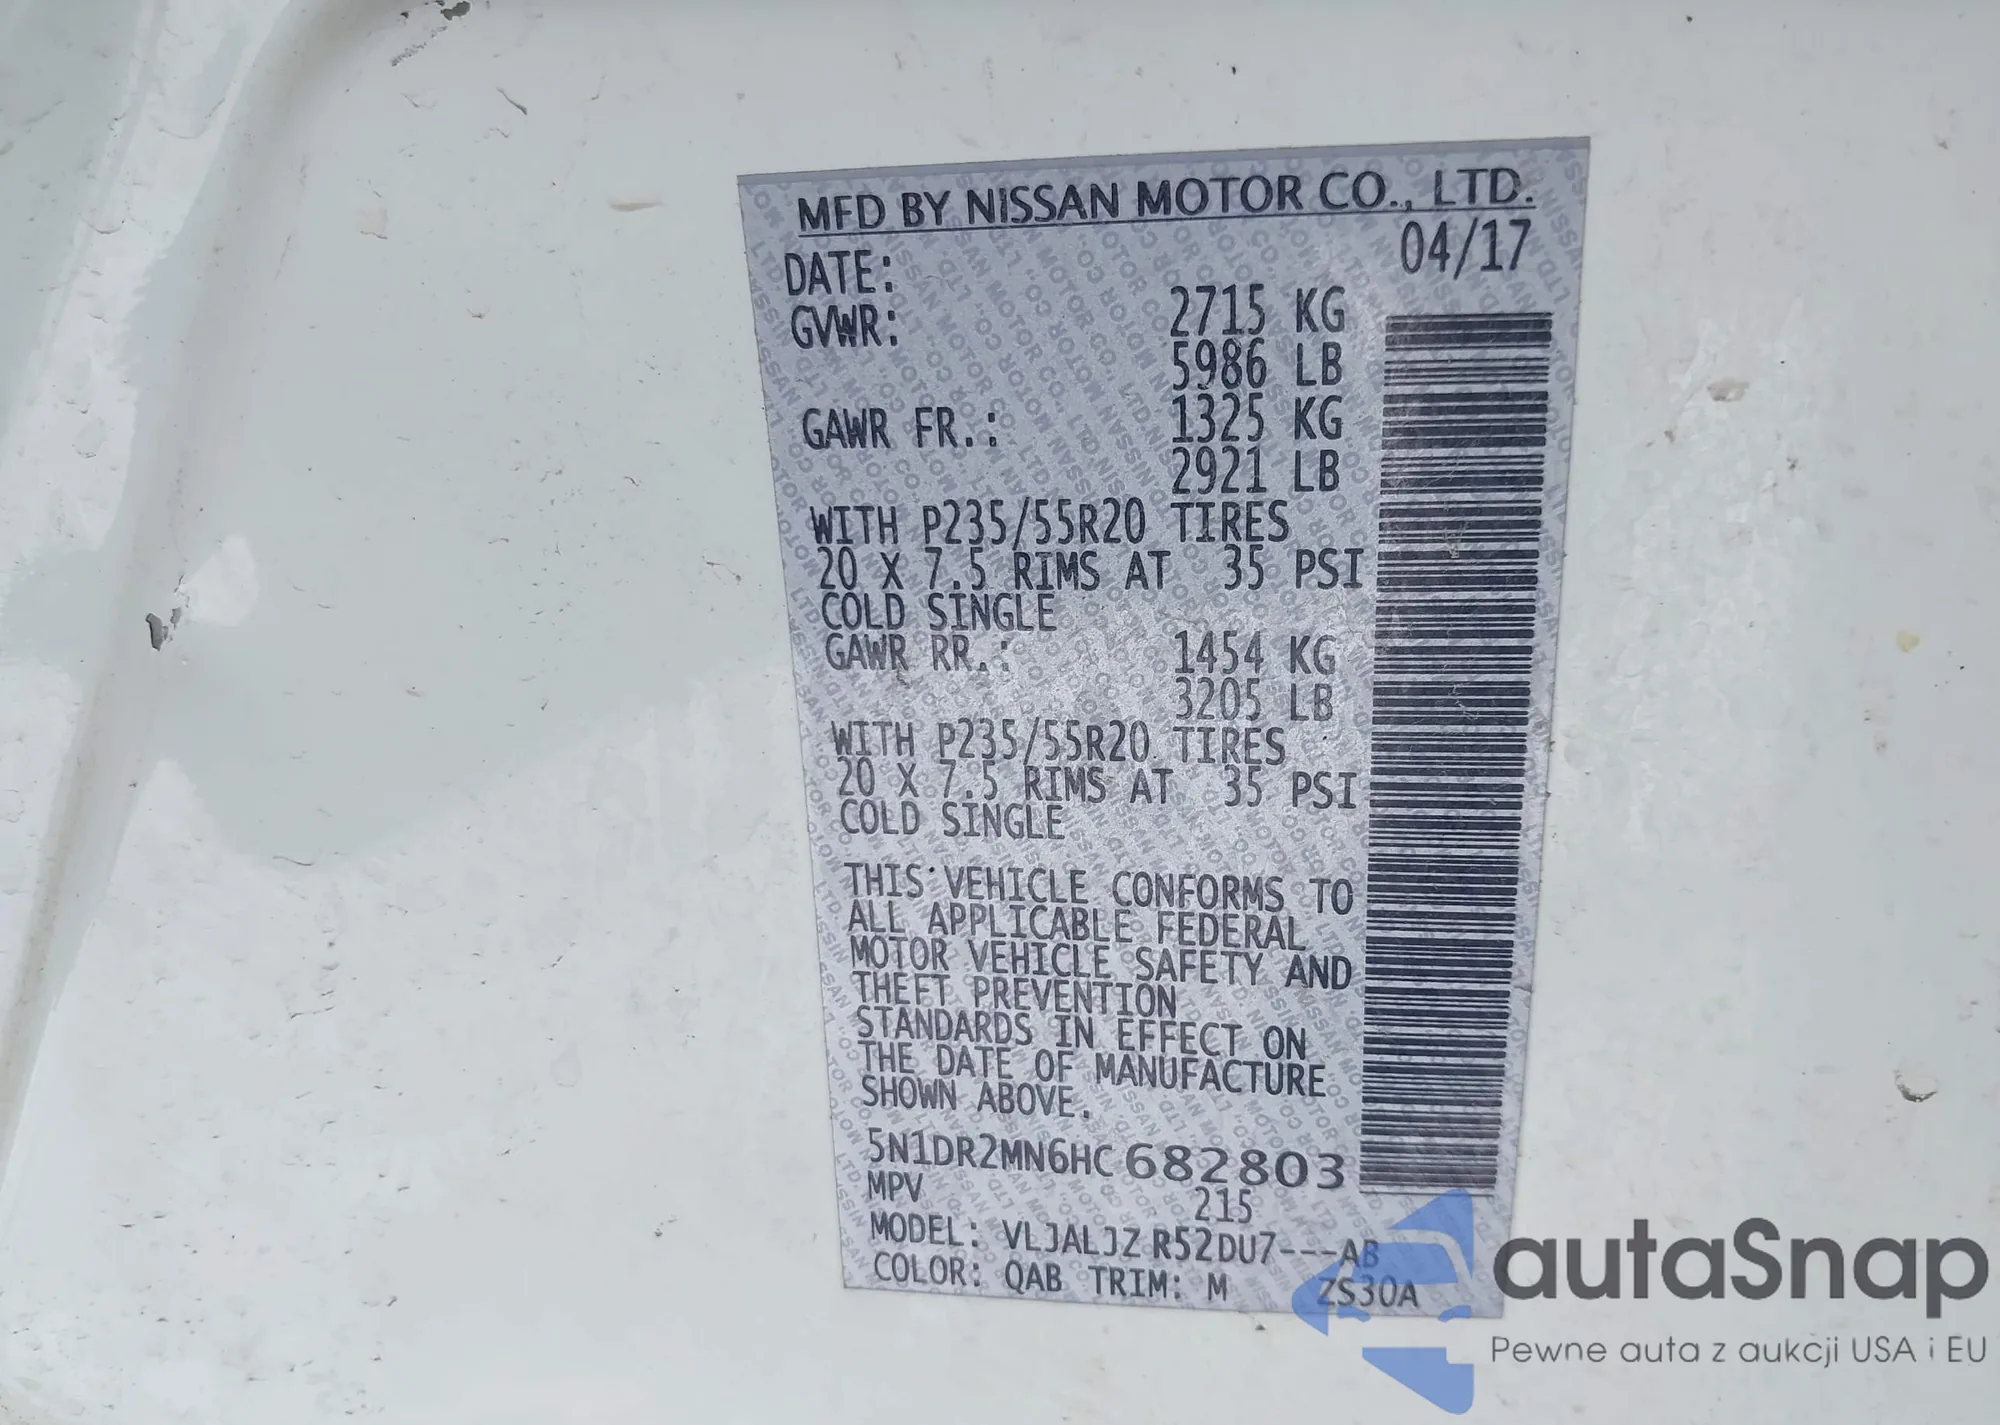 MFD BY NISSAN MOTOR CO., LTD.
DATE: 04/17
GVWR: 2715 KG
5986 LB
GAWR FR.: 1325 KG
2921 LB
WITH P235/55R20 TIRES
20 X 7.5 RIMS AT 35 PSI
COLD SINGLE
GAWR RR.: 1454 KG
3205 LB
WITH P235/55R20 TIRES
20 X 7.5 RIMS AT 35 PSI
COLD SINGLE
THIS VEHICLE CONFORMS TO
ALL APPLICABLE FEDERAL
MOTOR VEHICLE SAFETY AND
THEFT PREVENTION
STANDARDS IN EFFECT ON
THE DATE OF MANUFACTURE
SHOWN ABOVE.
5N1DR2MN6HC682803
MPV 215
MODEL: VLJALJZ R52DU7---AB
COLOR: QAB TRIM: M ZS30A
autaSnap
Pewne auta z aukcji USA i EU